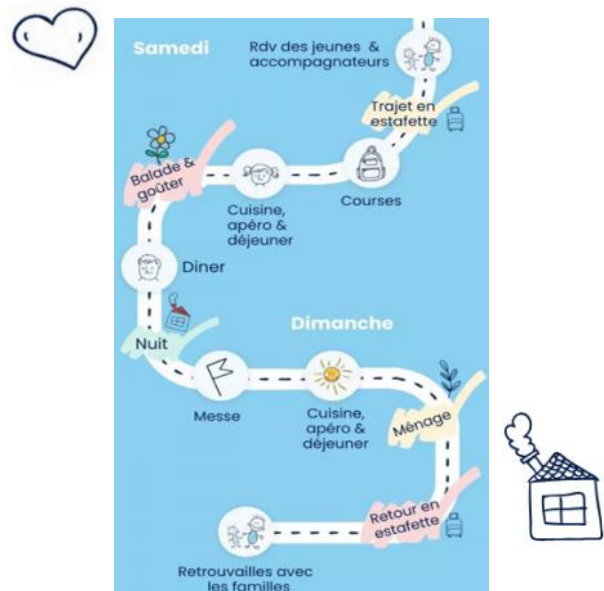 Samedi
Rdv des jeunes &
accompagnateurs
Trajet en
estafette
Courses
Cuisine,
apéro &
déjeuner
Balade &
goûter
Diner
Nuit
Dimanche
Messe
Cuisine,
apéro &
déjeuner
Ménage
Retour en
estafette
Retrouvailles avec
les familles